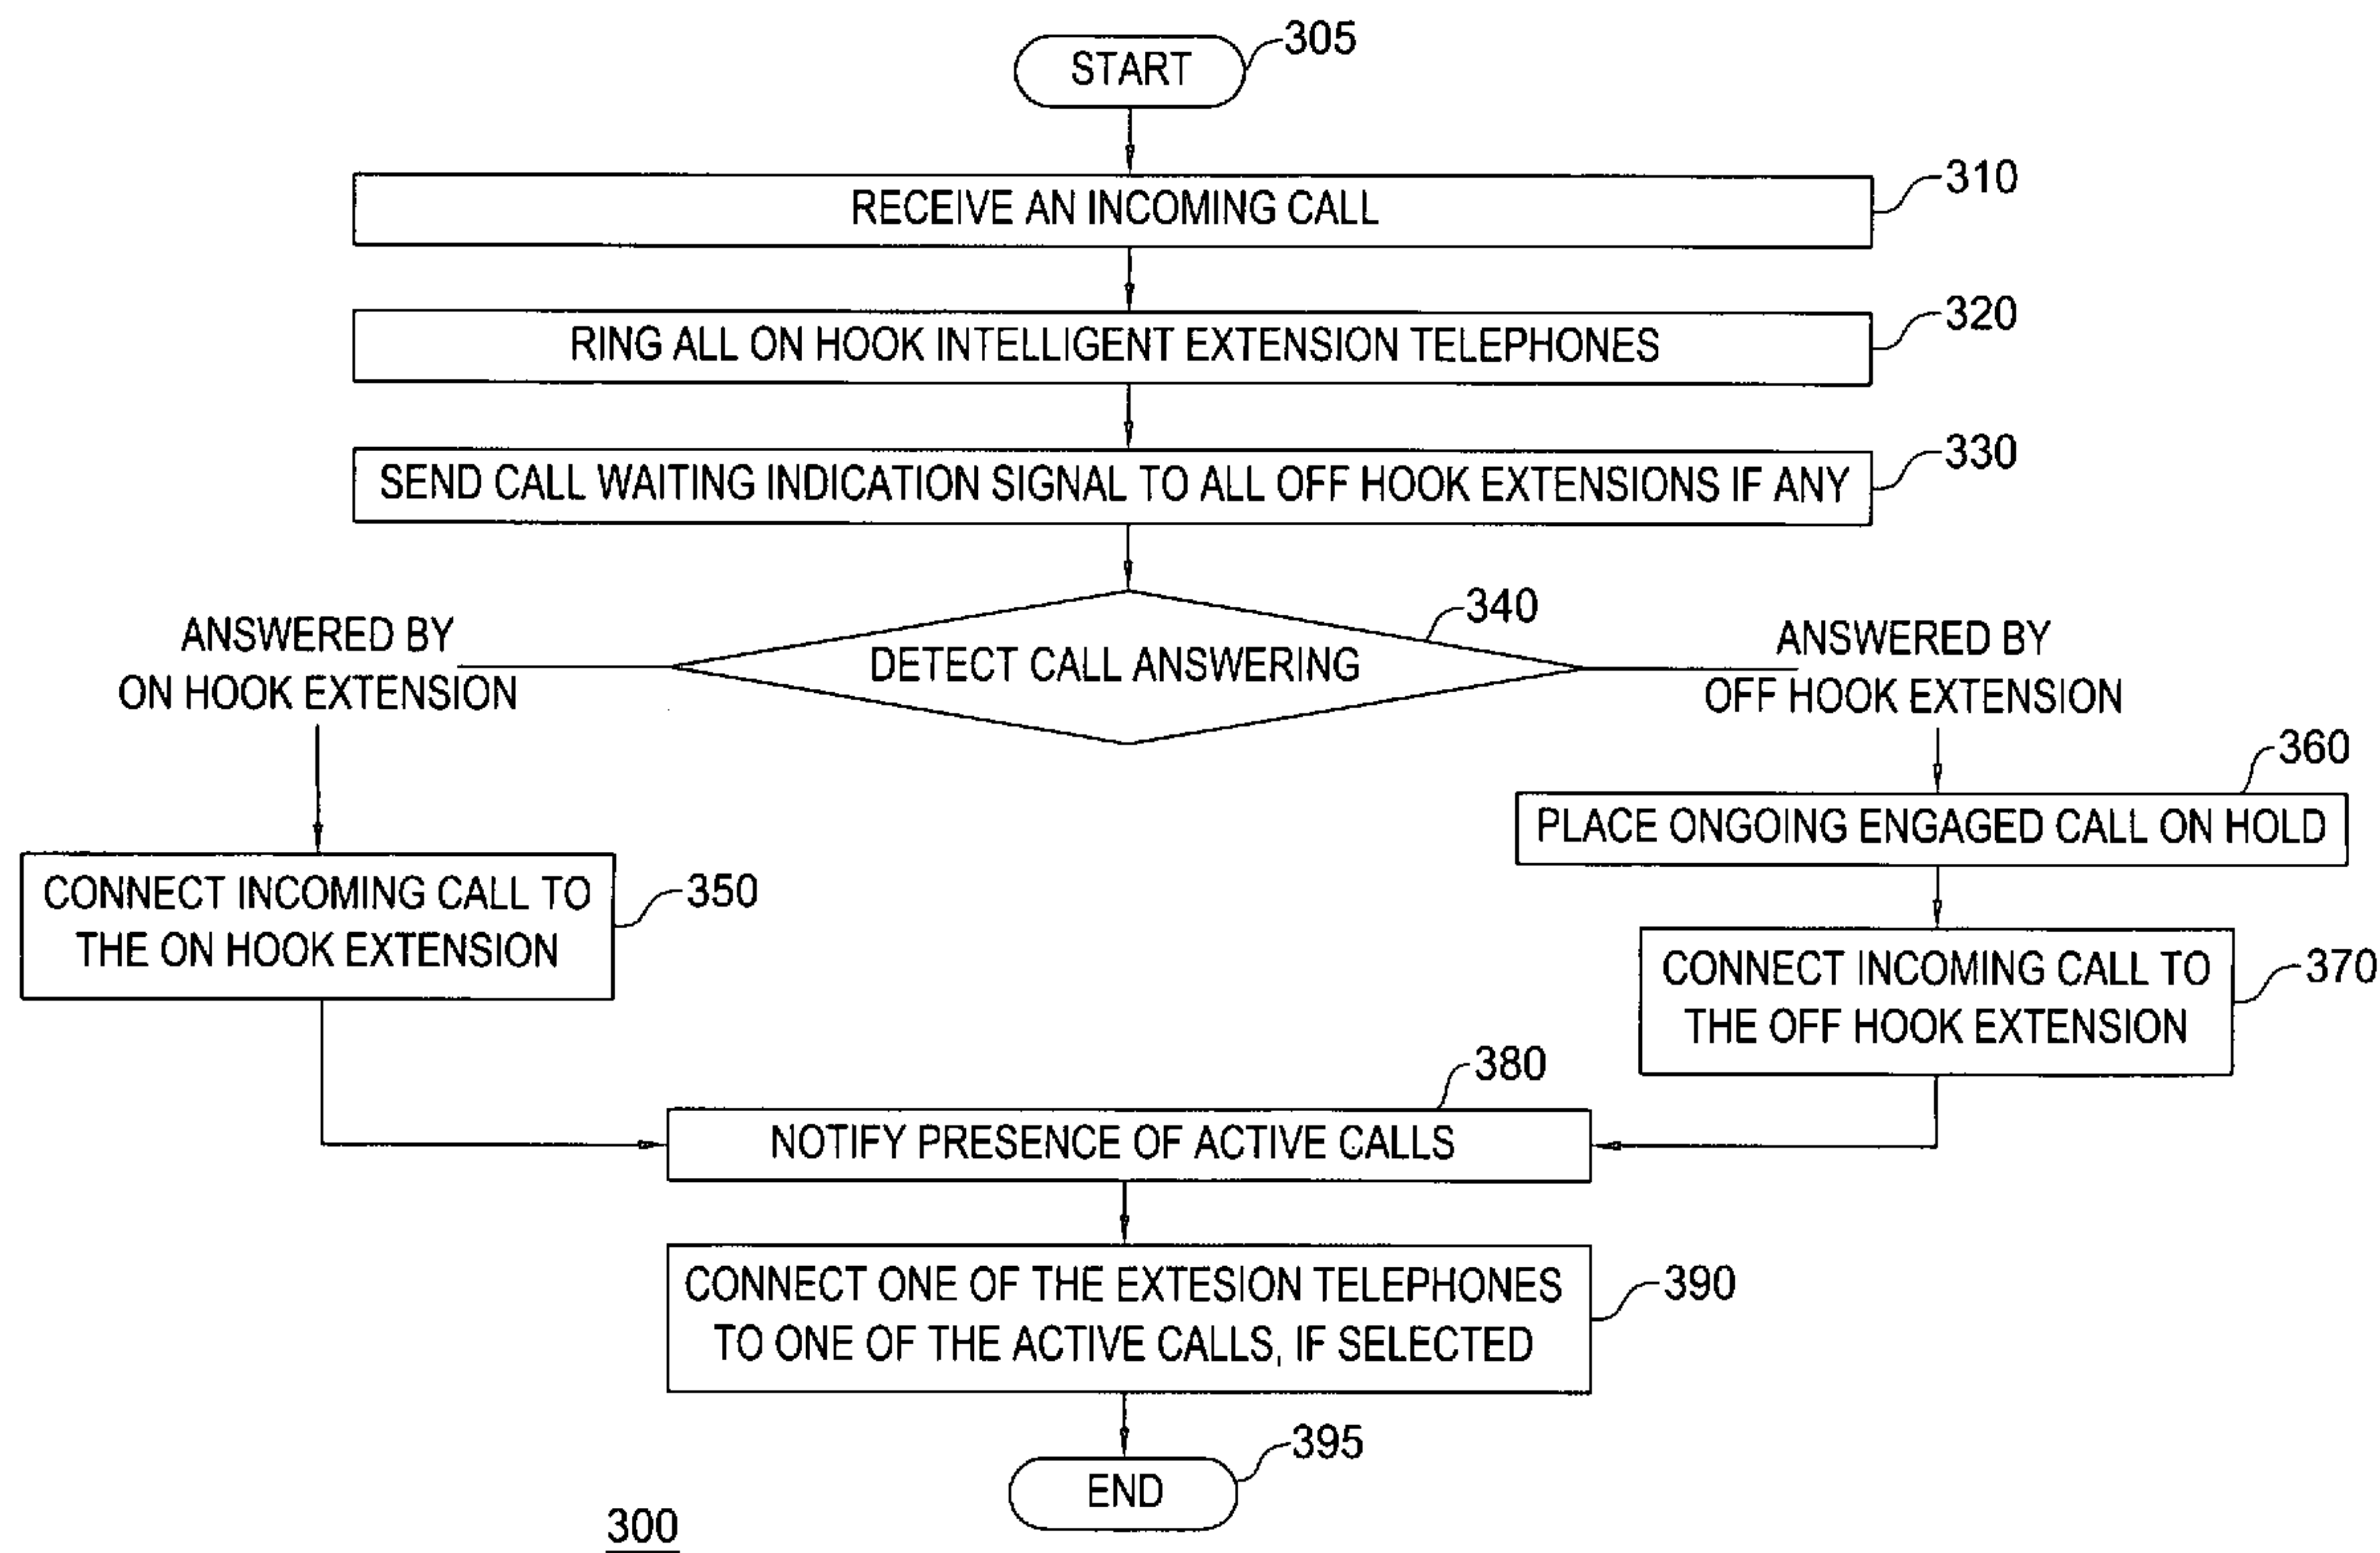 START
305
RECEIVE AN INCOMING CALL
310
RING ALL ON HOOK INTELLIGENT EXTENSION TELEPHONES
320
SEND CALL WAITING INDICATION SIGNAL TO ALL OFF HOOK EXTENSIONS IF ANY
330
DETECT CALL ANSWERING
340
ANSWERED BY
ON HOOK EXTENSION
ANSWERED BY
OFF HOOK EXTENSION
CONNECT INCOMING CALL TO
THE ON HOOK EXTENSION
350
PLACE ONGOING ENGAGED CALL ON HOLD
360
CONNECT INCOMING CALL TO
THE OFF HOOK EXTENSION
370
NOTIFY PRESENCE OF ACTIVE CALLS
380
CONNECT ONE OF THE EXTESION TELEPHONES
TO ONE OF THE ACTIVE CALLS, IF SELECTED
390
END
395
300